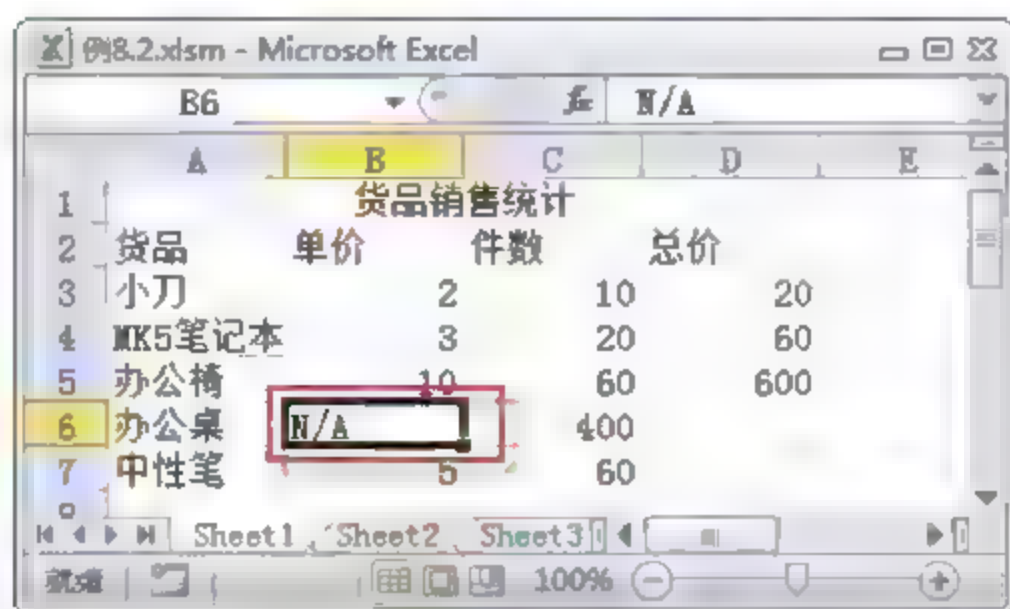 例8.2.xlsm - Microsoft Excel
B6 fx N/A
A B C D E
1 货品销售统计
2 货品 单价 件数 总价
3 小刀 2 10 20
4 MK5笔记本 3 20 60
5 办公椅 10 60 600
6 办公桌 N/A 400
7 中性笔 5 60
8
Sheet1 Sheet2 Sheet3
就绪 100%